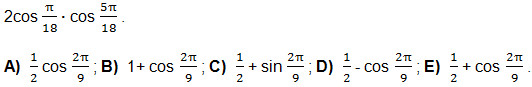 2cos π/18 · cos 5π/18 .
A) 1/2 cos 2π/9 ; B) 1+ cos 2π/9 ; C) 1/2 + sin 2π/9 ; D) 1/2 - cos 2π/9 ; E) 1/2 + cos 2π/9 .